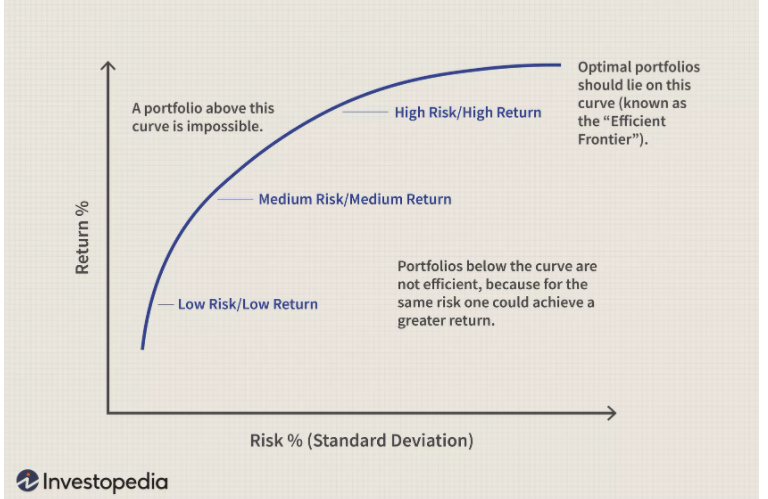 Optimal portfolios
should lie on this
curve (known as
the “Efficient
Frontier”).
A portfolio above this
curve is impossible.
High Risk/High Return
Medium Risk/Medium Return
Return %
Portfolios below the curve are
not efficient, because for the
same risk one could achieve a
greater return.
Low Risk/Low Return
Risk % (Standard Deviation)
Investopedia